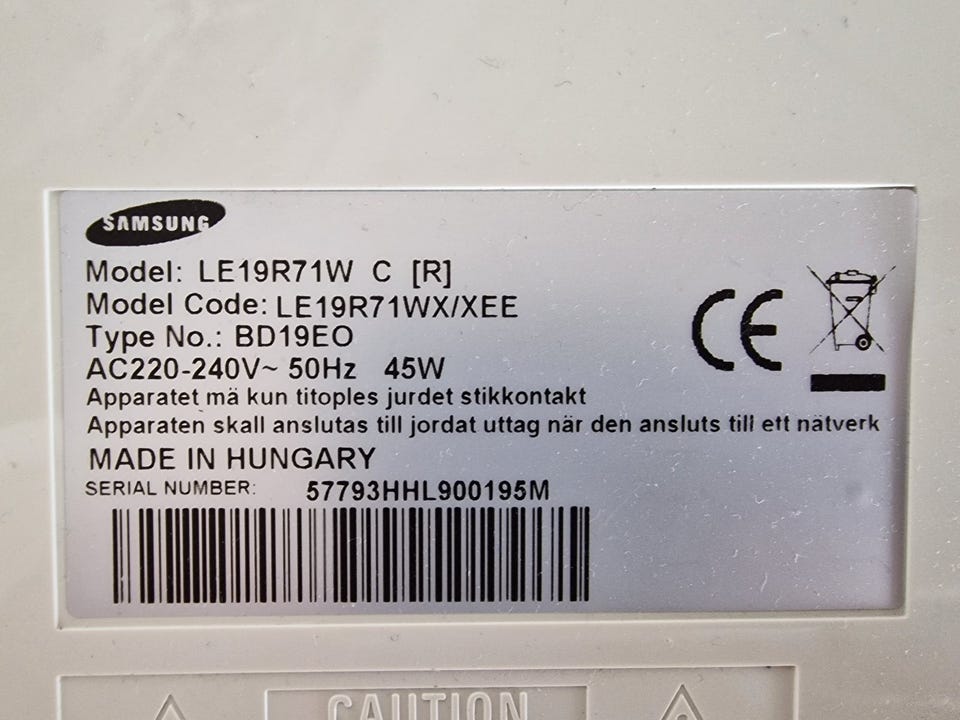 SAMSUNG
Model: LE19R71W C [R]
Model Code: LE19R71WX/XEE
Type No.: BD19EO
AC220-240V~ 50Hz 45W
Apparatet mä kun titoples jurdet stikkontakt
Apparaten skall anslutas till jordat uttag när den ansluts till ett nätverk
MADE IN HUNGARY
SERIAL NUMBER: 57793HHL900195M
CE
CAUTION